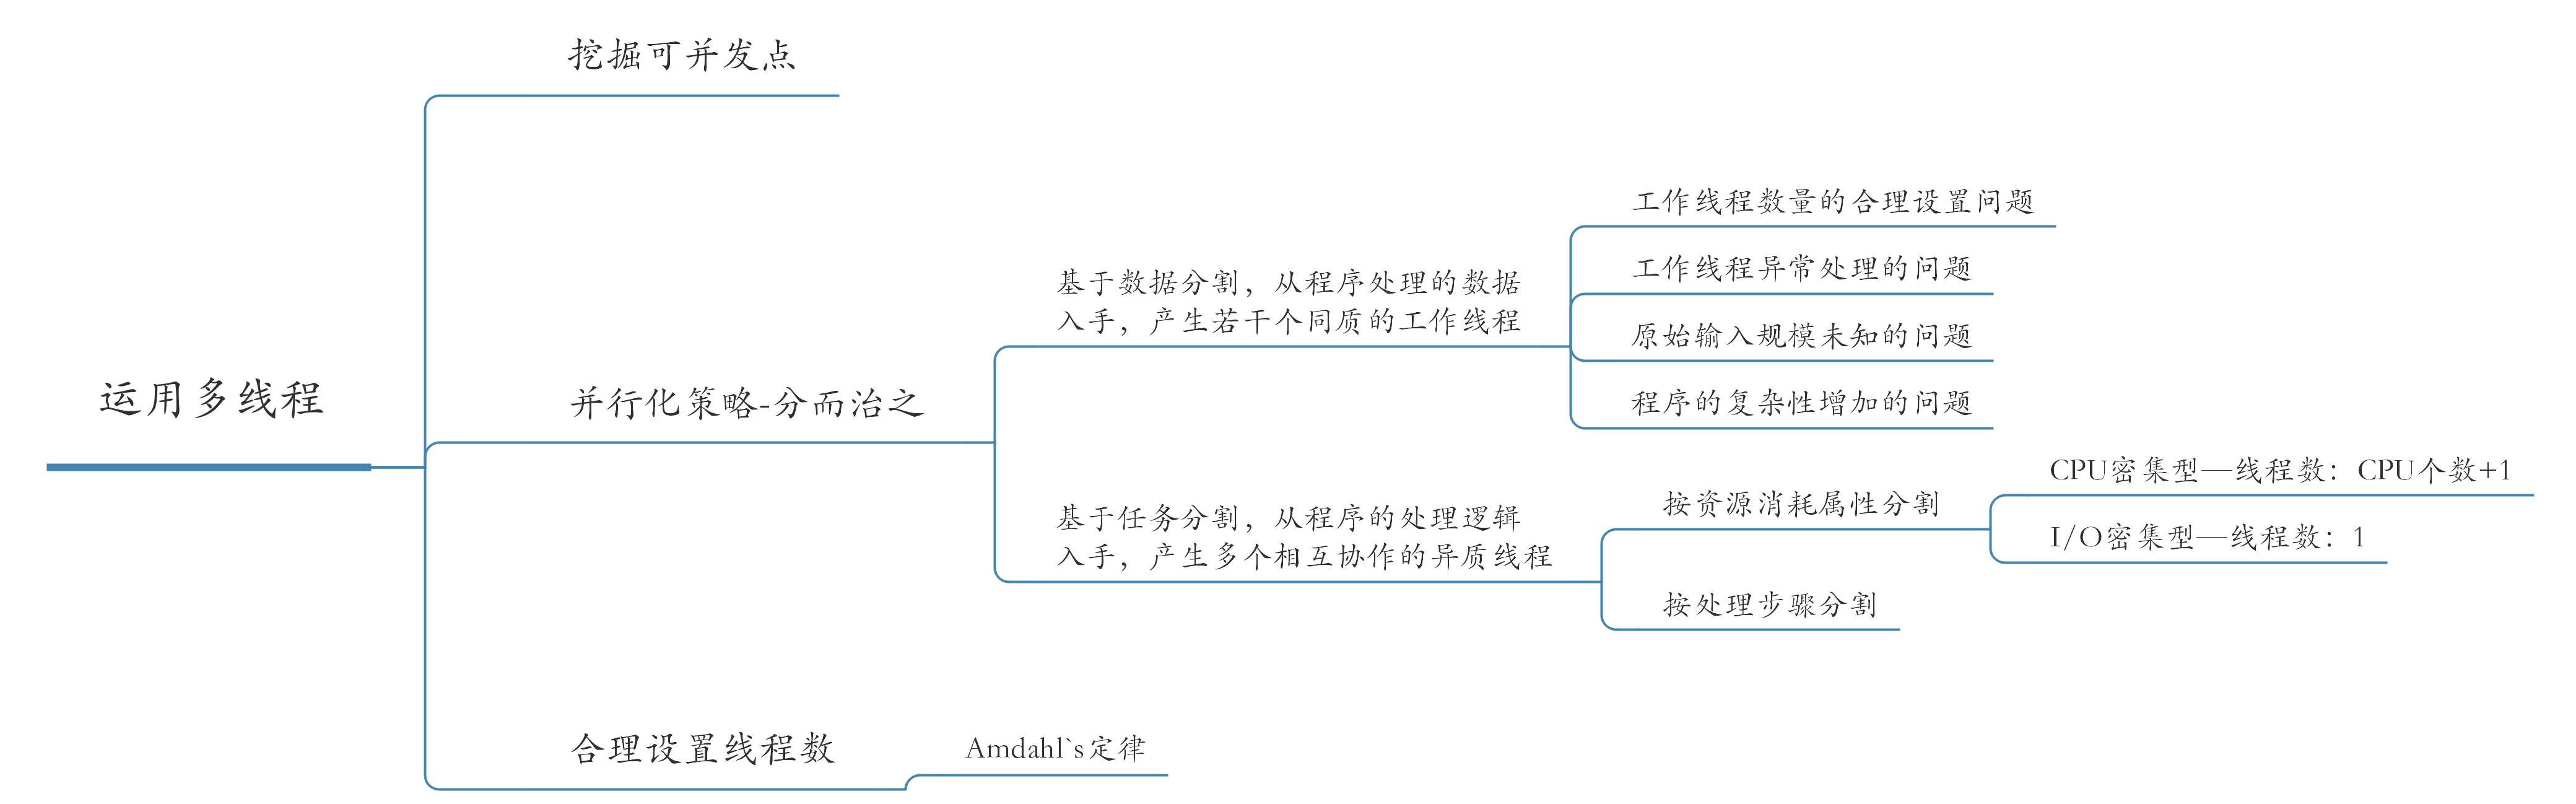 挖掘可并发点
工作线程数量的合理设置问题
工作线程异常处理的问题
基于数据分割，从程序处理的数据
入手，产生若干个同质的工作线程
原始输入规模未知的问题
程序的复杂性增加的问题
运用多线程
并行化策略-分而治之
CPU密集型—线程数：CPU个数+1
按资源消耗属性分割
基于任务分割，从程序的处理逻辑
入手，产生多个相互协作的异质线程
I/O密集型—线程数：1
按处理步骤分割
合理设置线程数
Amdahl`s定律